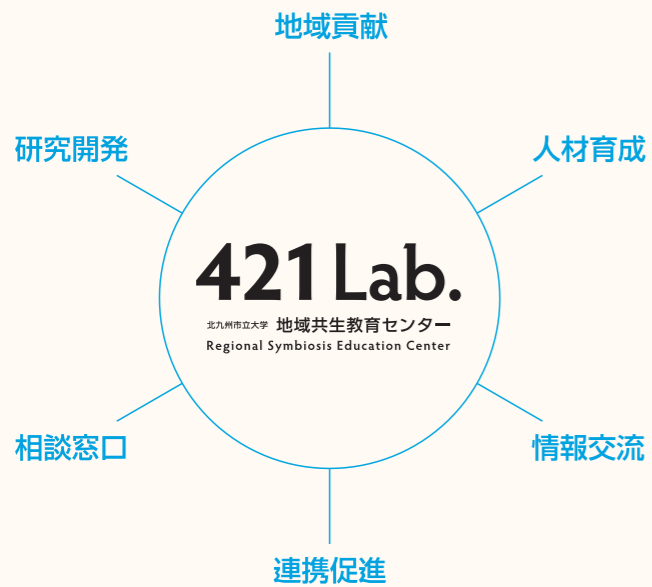 地域貢献
研究開発
人材育成
421 Lab.
北九州市立大学 地域共生教育センター
Regional Symbiosis Education Center
相談窓口
情報交流
連携促進